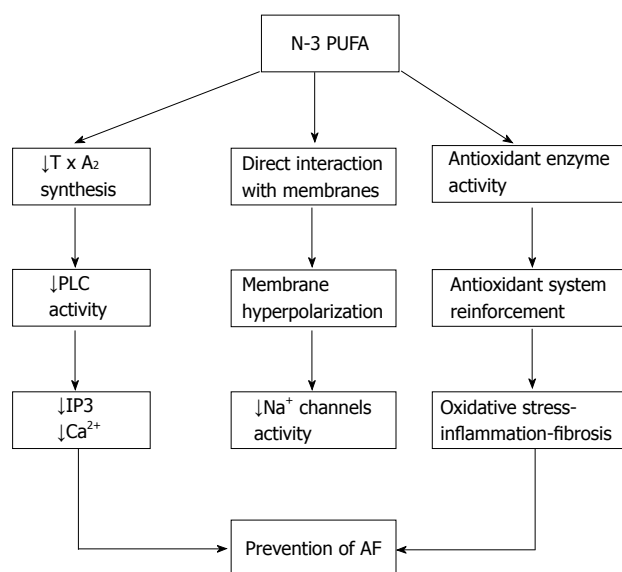 N-3 PUFA
↓T x A₂
synthesis
Direct interaction
with membranes
Antioxidant enzyme
activity
↓PLC
activity
Membrane
hyperpolarization
Antioxidant system
reinforcement
↓IP3
↓Ca²⁺
↓Na⁺ channels
activity
Oxidative stress-
inflammation-fibrosis
Prevention of AF